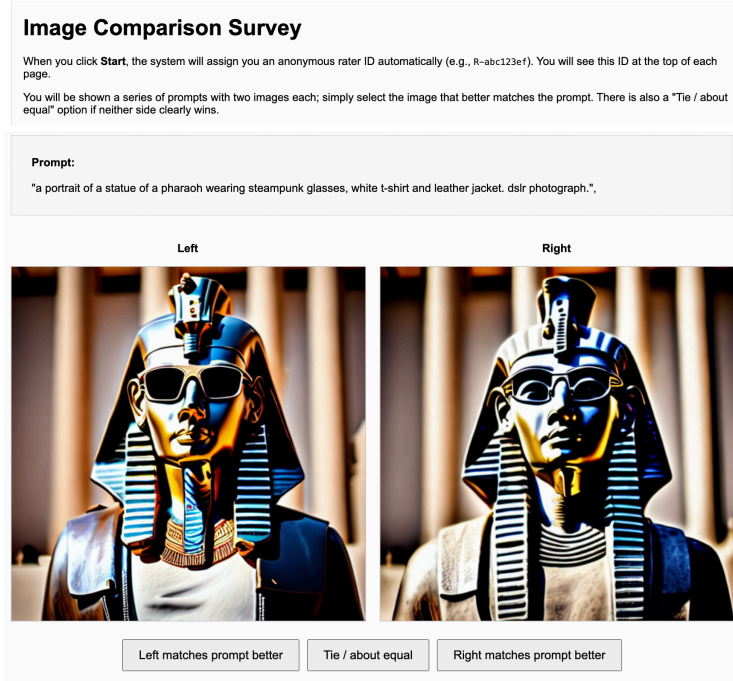 Image Comparison Survey
When you click Start, the system will assign you an anonymous rater ID automatically (e.g., R-abc123ef). You will see this ID at the top of each
page.
You will be shown a series of prompts with two images each; simply select the image that better matches the prompt. There is also a "Tie / about
equal" option if neither side clearly wins.
Prompt:
"a portrait of a statue of a pharaoh wearing steampunk glasses, white t-shirt and leather jacket. dslr photograph.",
Left
Right
Left matches prompt better
Tie / about equal
Right matches prompt better